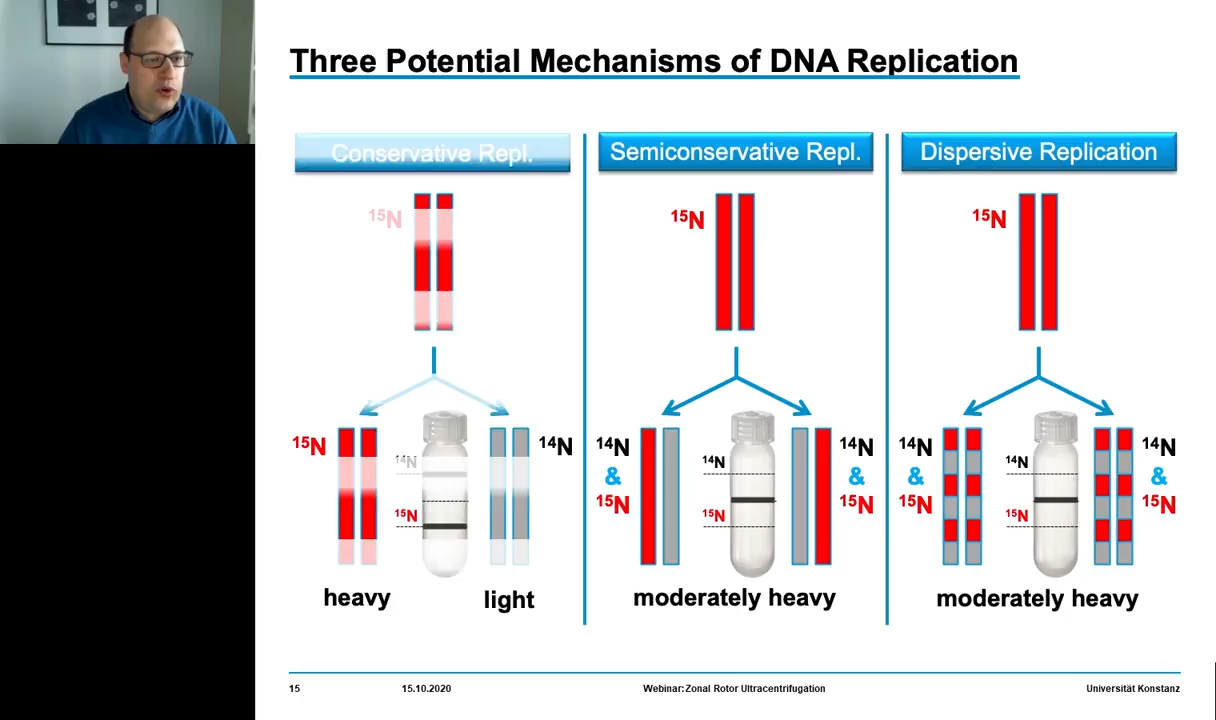 Three Potential Mechanisms of DNA Replication
Conservative Repl.
Semiconservative Repl.
Dispersive Replication
¹⁵N
¹⁵N
¹⁵N
¹⁵N
¹⁴N
¹⁵N
¹⁴N
¹⁴N
&
¹⁵N
¹⁴N
¹⁵N
¹⁴N
&
¹⁵N
¹⁴N
&
¹⁵N
¹⁴N
¹⁵N
¹⁴N
&
¹⁵N
heavy
light
moderately heavy
moderately heavy
15
15.10.2020
Webinar: Zonal Rotor Ultracentrifugation
Universität Konstanz